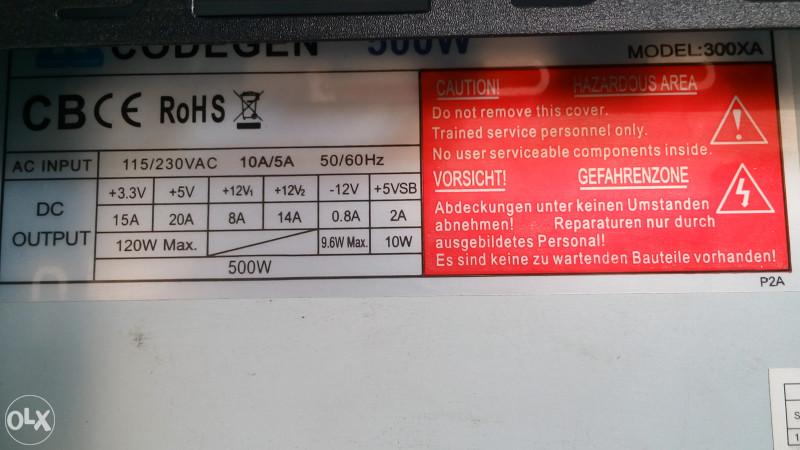 CODEGEN 500W
MODEL:300XA
CB CE RoHS
AC INPUT 115/230VAC 10A/5A 50/60Hz
DC OUTPUT
+3.3V +5V +12V1 +12V2 -12V +5VSB
15A 20A 8A 14A 0.8A 2A
120W Max. 9.6W Max. 10W
500W
CAUTION! HAZARDOUS AREA
Do not remove this cover.
Trained service personnel only.
No user serviceable components inside.
VORSICHT! GEFAHRENZONE
Abdeckungen unter keinen Umstanden
abnehmen! Reparaturen nur durch
ausgebildetes Personal!
Es sind keine zu wartenden Bauteile vorhanden!
P2A
S
1
OLX